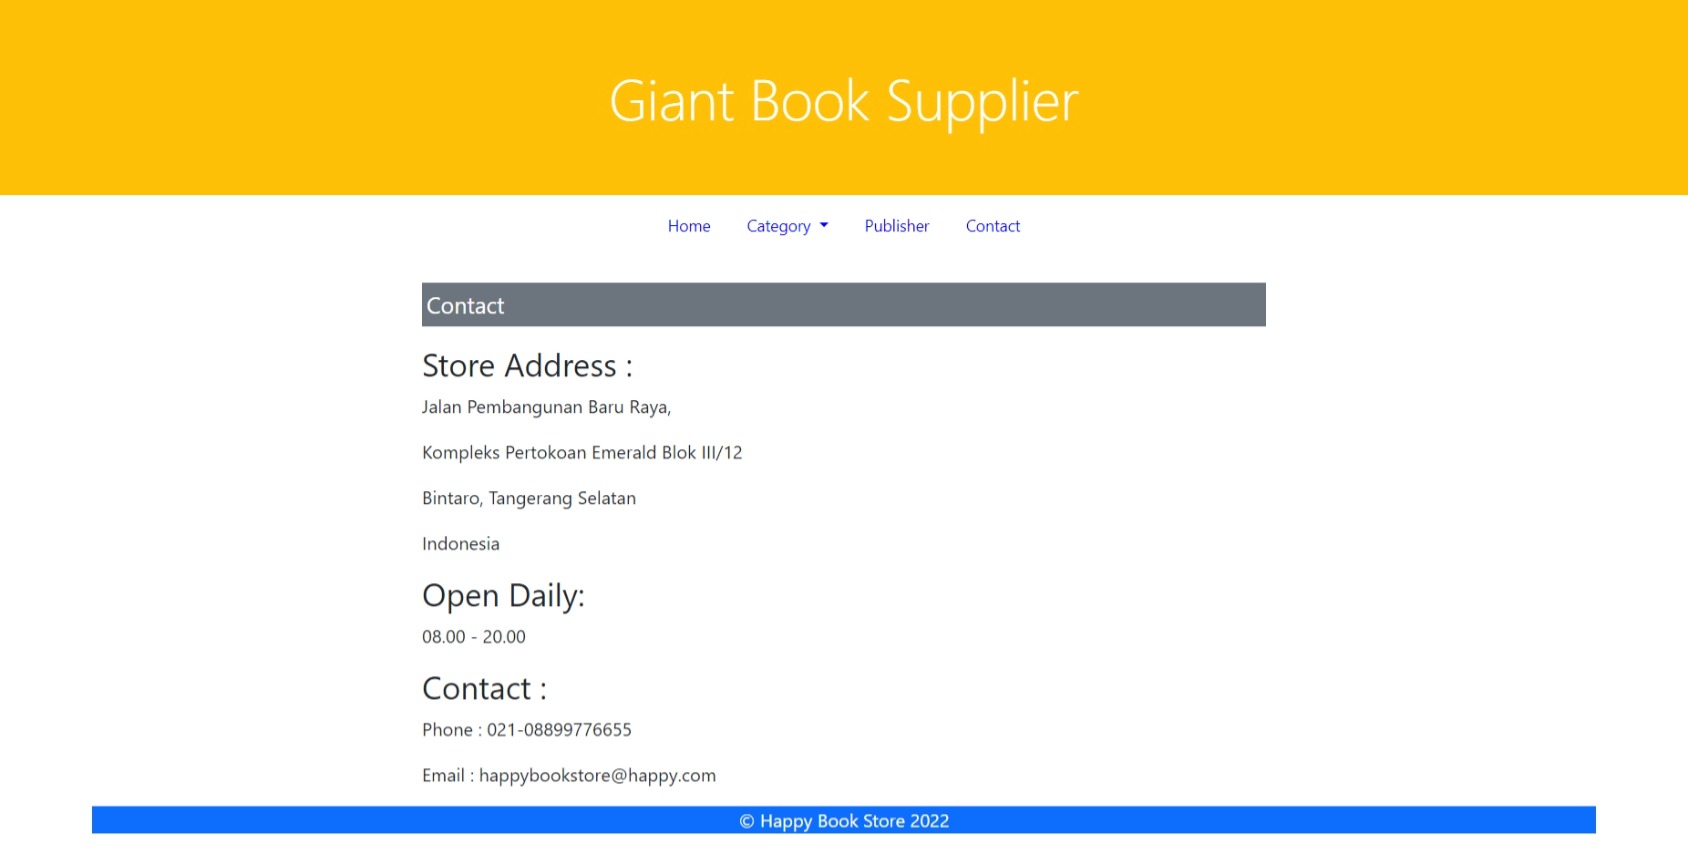 Giant Book Supplier
Home Category Publisher Contact
Contact
Store Address :
Jalan Pembangunan Baru Raya,
Kompleks Pertokoan Emerald Blok III/12
Bintaro, Tangerang Selatan
Indonesia
Open Daily:
08.00 - 20.00
Contact :
Phone : 021-08899776655
Email : happybookstore@happy.com
© Happy Book Store 2022